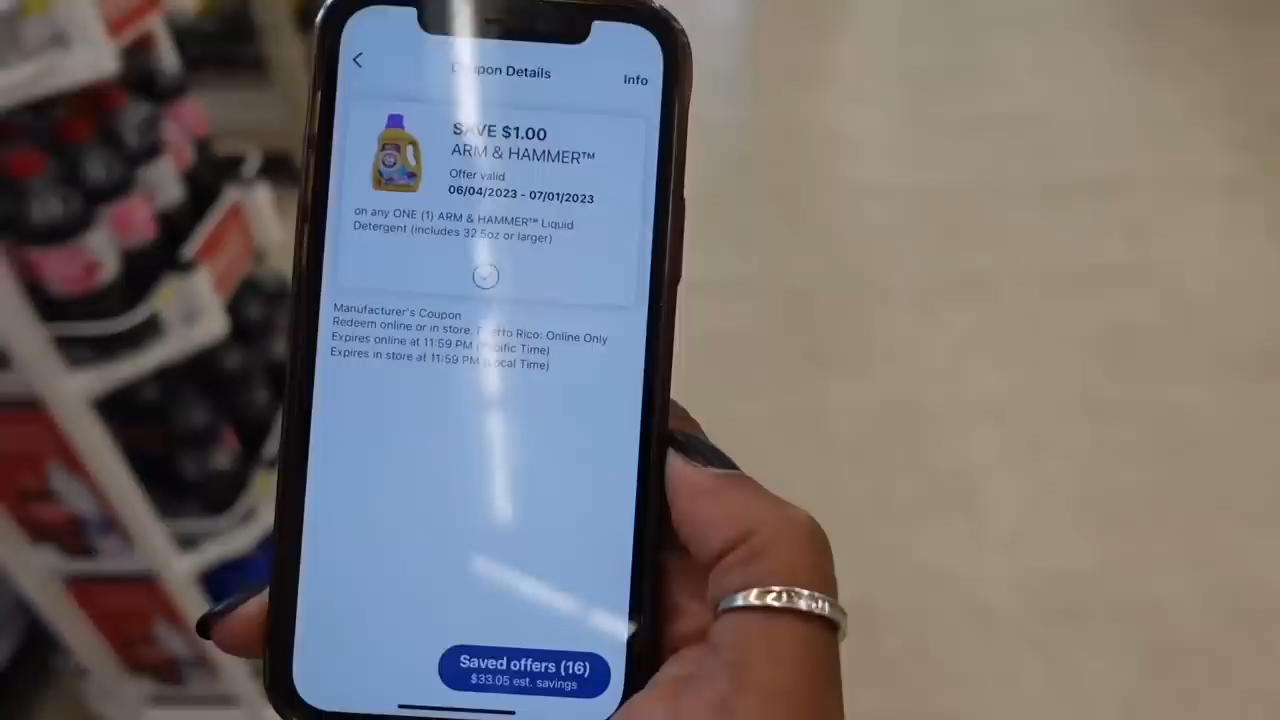 Coupon Details
Info
SAVE $1.00
ARM & HAMMER™
Offer valid
06/04/2023 - 07/01/2023
on any ONE (1) ARM & HAMMER™ Liquid
Detergent (includes 32.5oz or larger)
Manufacturer's Coupon
Redeem online or in store. Puerto Rico: Online Only
Expires online at 11:59 PM (Pacific Time)
Expires in store at 11:59 PM (Local Time)
Saved offers (16)
$33.05 est. savings